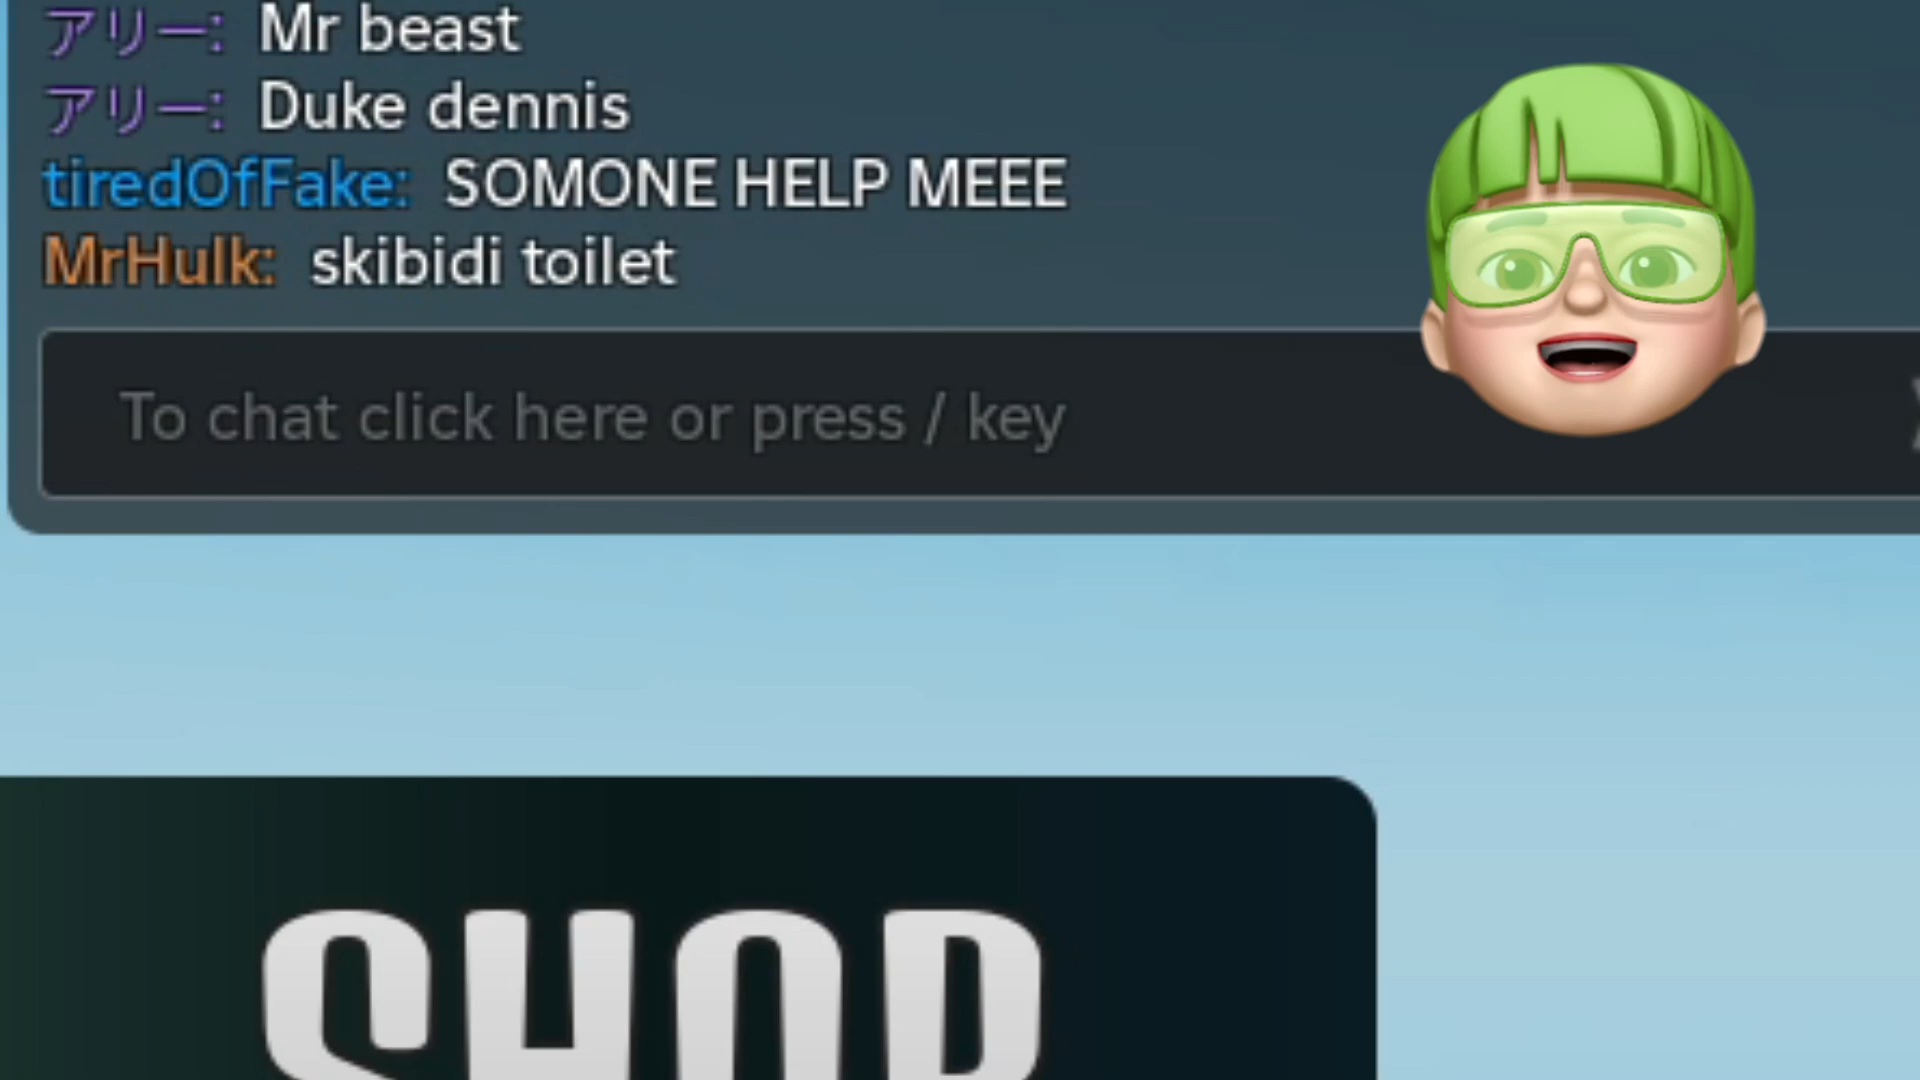 アリー: Mr beast
アリー: Duke dennis
tiredOfFake: SOMONE HELP MEEE
MrHulk: skibidi toilet
To chat click here or press / key
SHOP